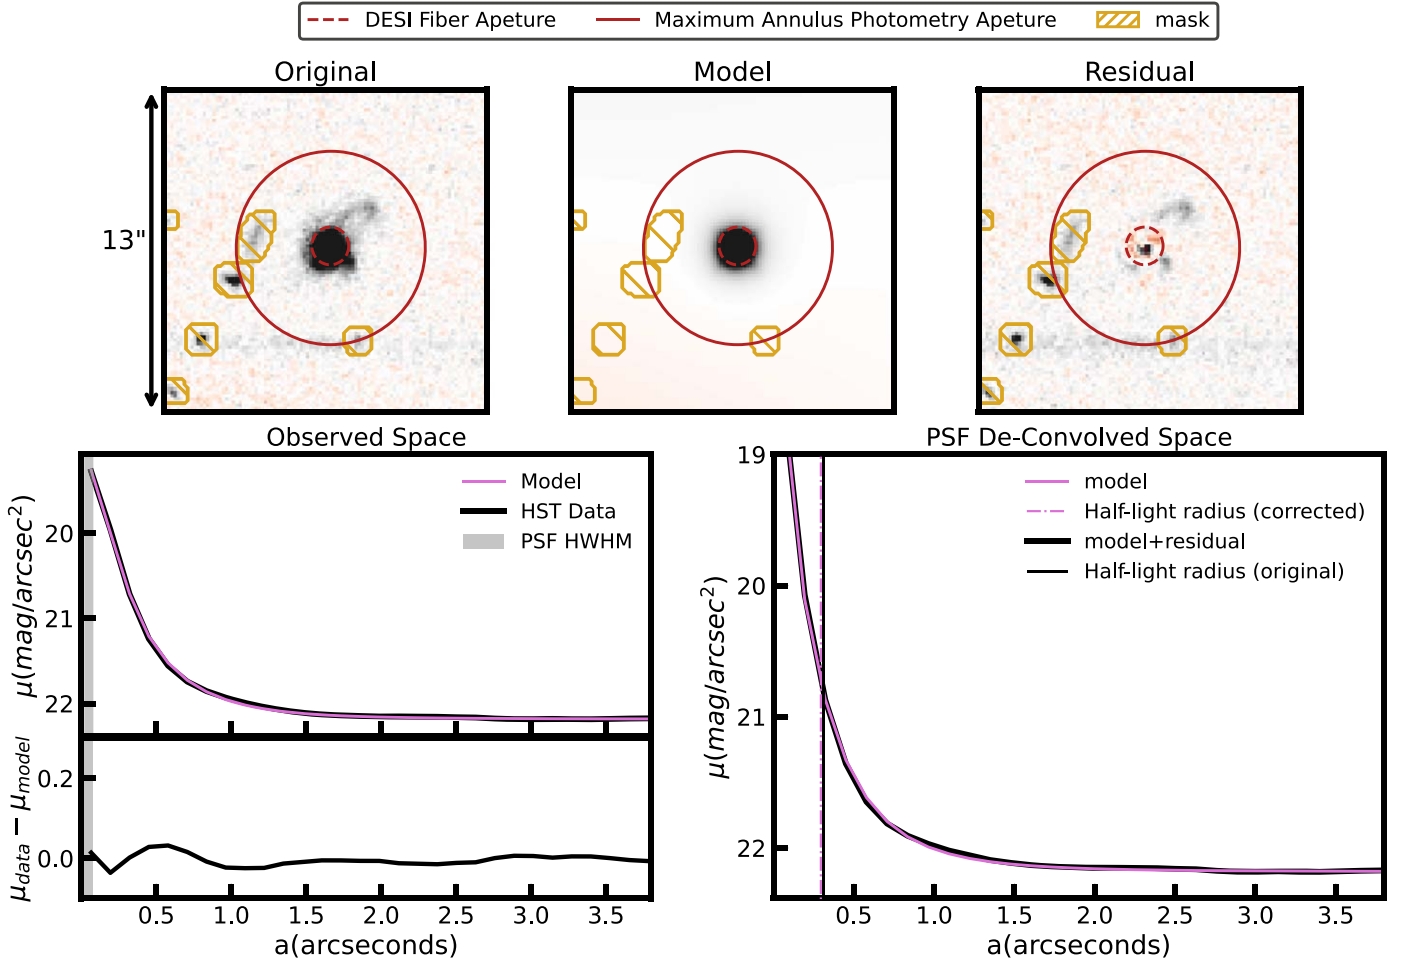 DESI Fiber Apeture
Maximum Annulus Photometry Apeture
mask
Original
Model
Residual
13"
Observed Space
PSF De-Convolved Space
μ(mag/arcsec²)
20
21
22
Model
HST Data
PSF HWHM
μdata − μmodel
0.2
0.0
0.5
1.0
1.5
2.0
2.5
3.0
3.5
a(arcseconds)
μ(mag/arcsec²)
19
20
21
22
model
Half-light radius (corrected)
model+residual
Half-light radius (original)
0.5
1.0
1.5
2.0
2.5
3.0
3.5
a(arcseconds)